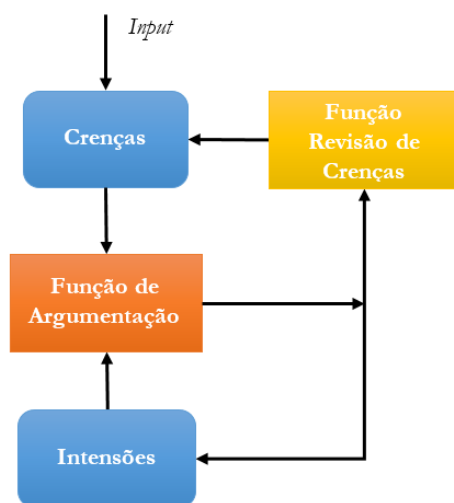 Input
Crenças
Função
Revisão de
Crenças
Função de
Argumentação
Intensões